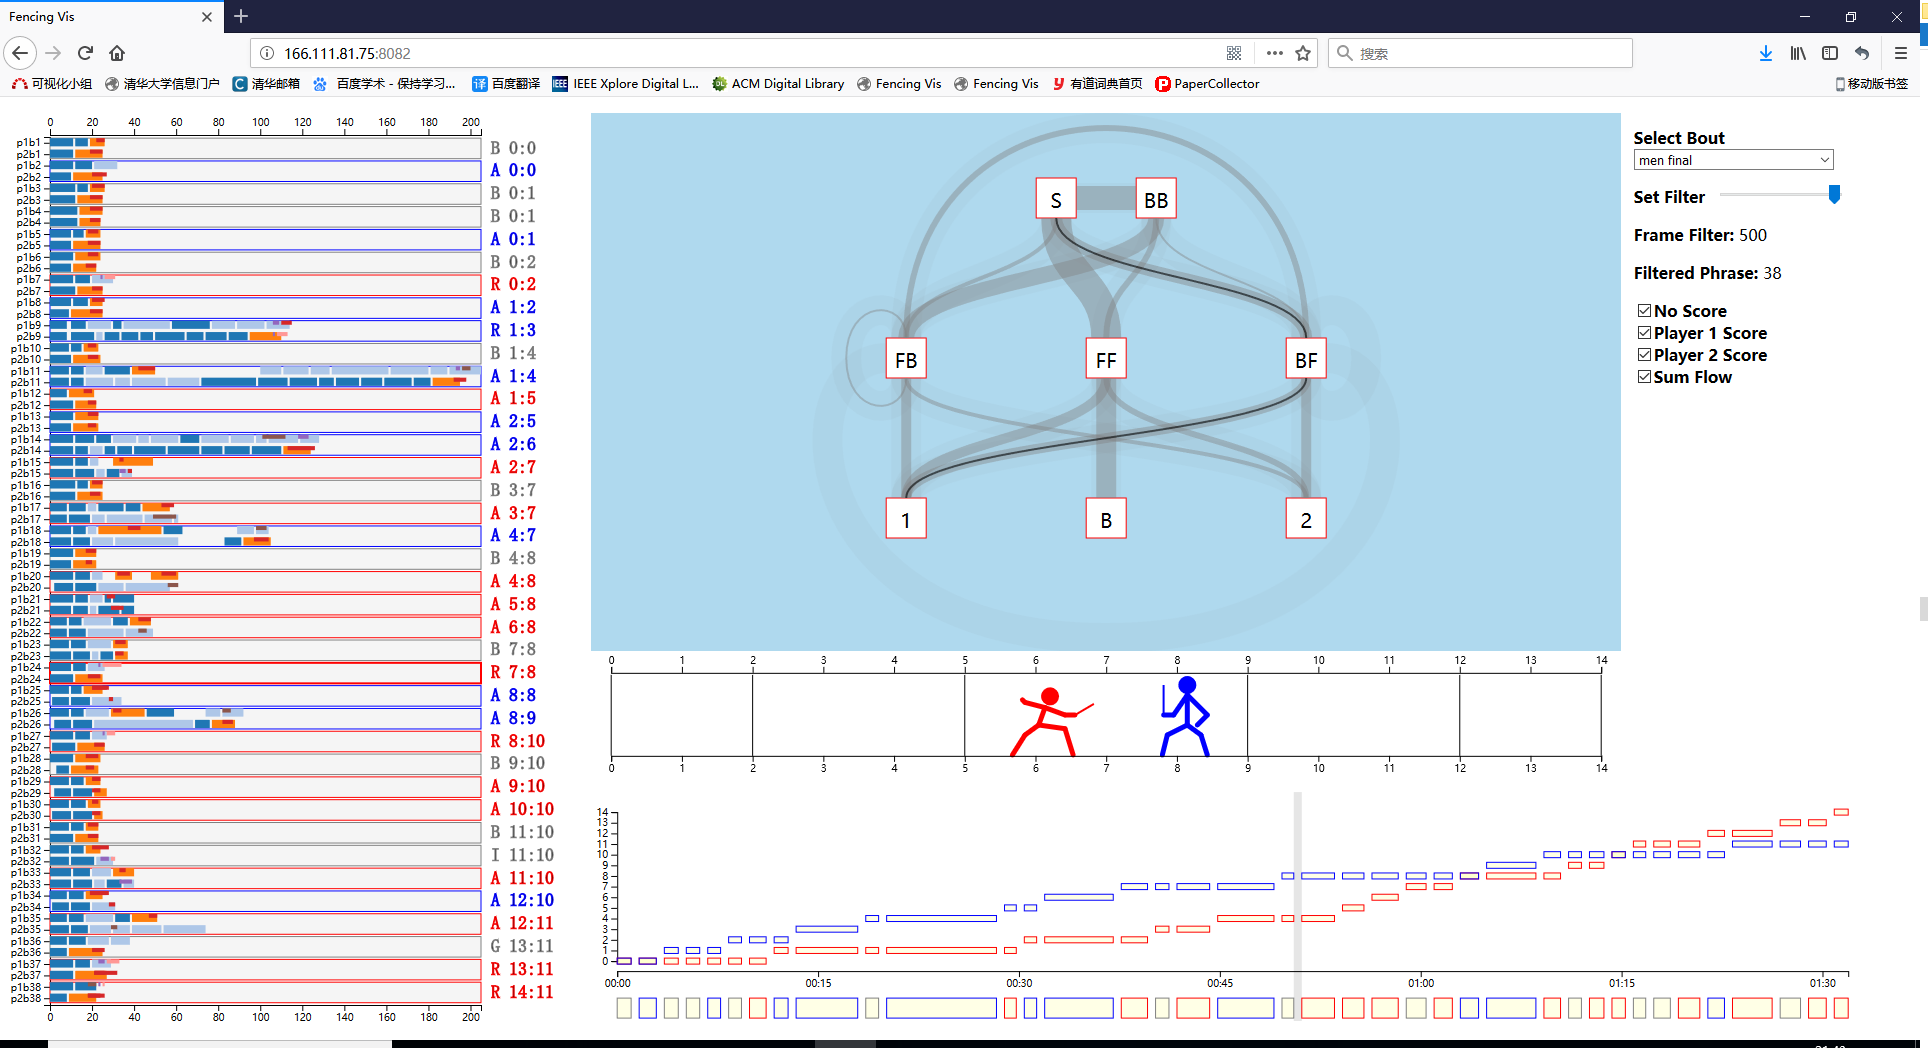 Fencing Vis
166.111.81.75:8082
搜索
可视化小组 清华大学信息门户 清华邮箱 百度学术 - 保持学习... 百度翻译 IEEE Xplore Digital L... ACM Digital Library Fencing Vis Fencing Vis 有道词典首页 PaperCollector 移动版书签
0 20 40 60 80 100 120 140 160 180 200
p1b1
p2b1 B 0:0
p1b2
p2b2 A 0:0
p1b3
p2b3 B 0:1
p1b4
p2b4 B 0:1
p1b5
p2b5 A 0:1
p1b6
p2b6 B 0:2
p1b7
p2b7 R 0:2
p1b8
p2b8 A 1:2
p1b9
p2b9 R 1:3
p1b10
p2b10 B 1:4
p1b11
p2b11 A 1:4
p1b12
p2b12 A 1:5
p1b13
p2b13 A 2:5
p1b14
p2b14 A 2:6
p1b15
p2b15 A 2:7
p1b16
p2b16 B 3:7
p1b17
p2b17 A 3:7
p1b18
p2b18 A 4:7
p1b19
p2b19 B 4:8
p1b20
p2b20 A 4:8
p1b21
p2b21 A 5:8
p1b22
p2b22 A 6:8
p1b23
p2b23 B 7:8
p1b24
p2b24 R 7:8
p1b25
p2b25 A 8:8
p1b26
p2b26 A 8:9
p1b27
p2b27 R 8:10
p1b28
p2b28 B 9:10
p1b29
p2b29 A 9:10
p1b30
p2b30 A 10:10
p1b31
p2b31 B 11:10
p1b32
p2b32 I 11:10
p1b33
p2b33 A 11:10
p1b34
p2b34 A 12:10
p1b35
p2b35 A 12:11
p1b36
p2b36 G 13:11
p1b37
p2b37 R 13:11
p1b38
p2b38 R 14:11
0 20 40 60 80 100 120 140 160 180 200
S BB
FB FF BF
1 B 2
0 1 2 3 4 5 6 7 8 9 10 11 12 13 14
0 1 2 3 4 5 6 7 8 9 10 11 12 13 14
14
13
12
11
10
9
8
7
6
5
4
3
2
1
0
00:00 00:15 00:30 00:45 01:00 01:15 01:30
Select Bout
men final
Set Filter
Frame Filter: 500
Filtered Phrase: 38
No Score
Player 1 Score
Player 2 Score
Sum Flow